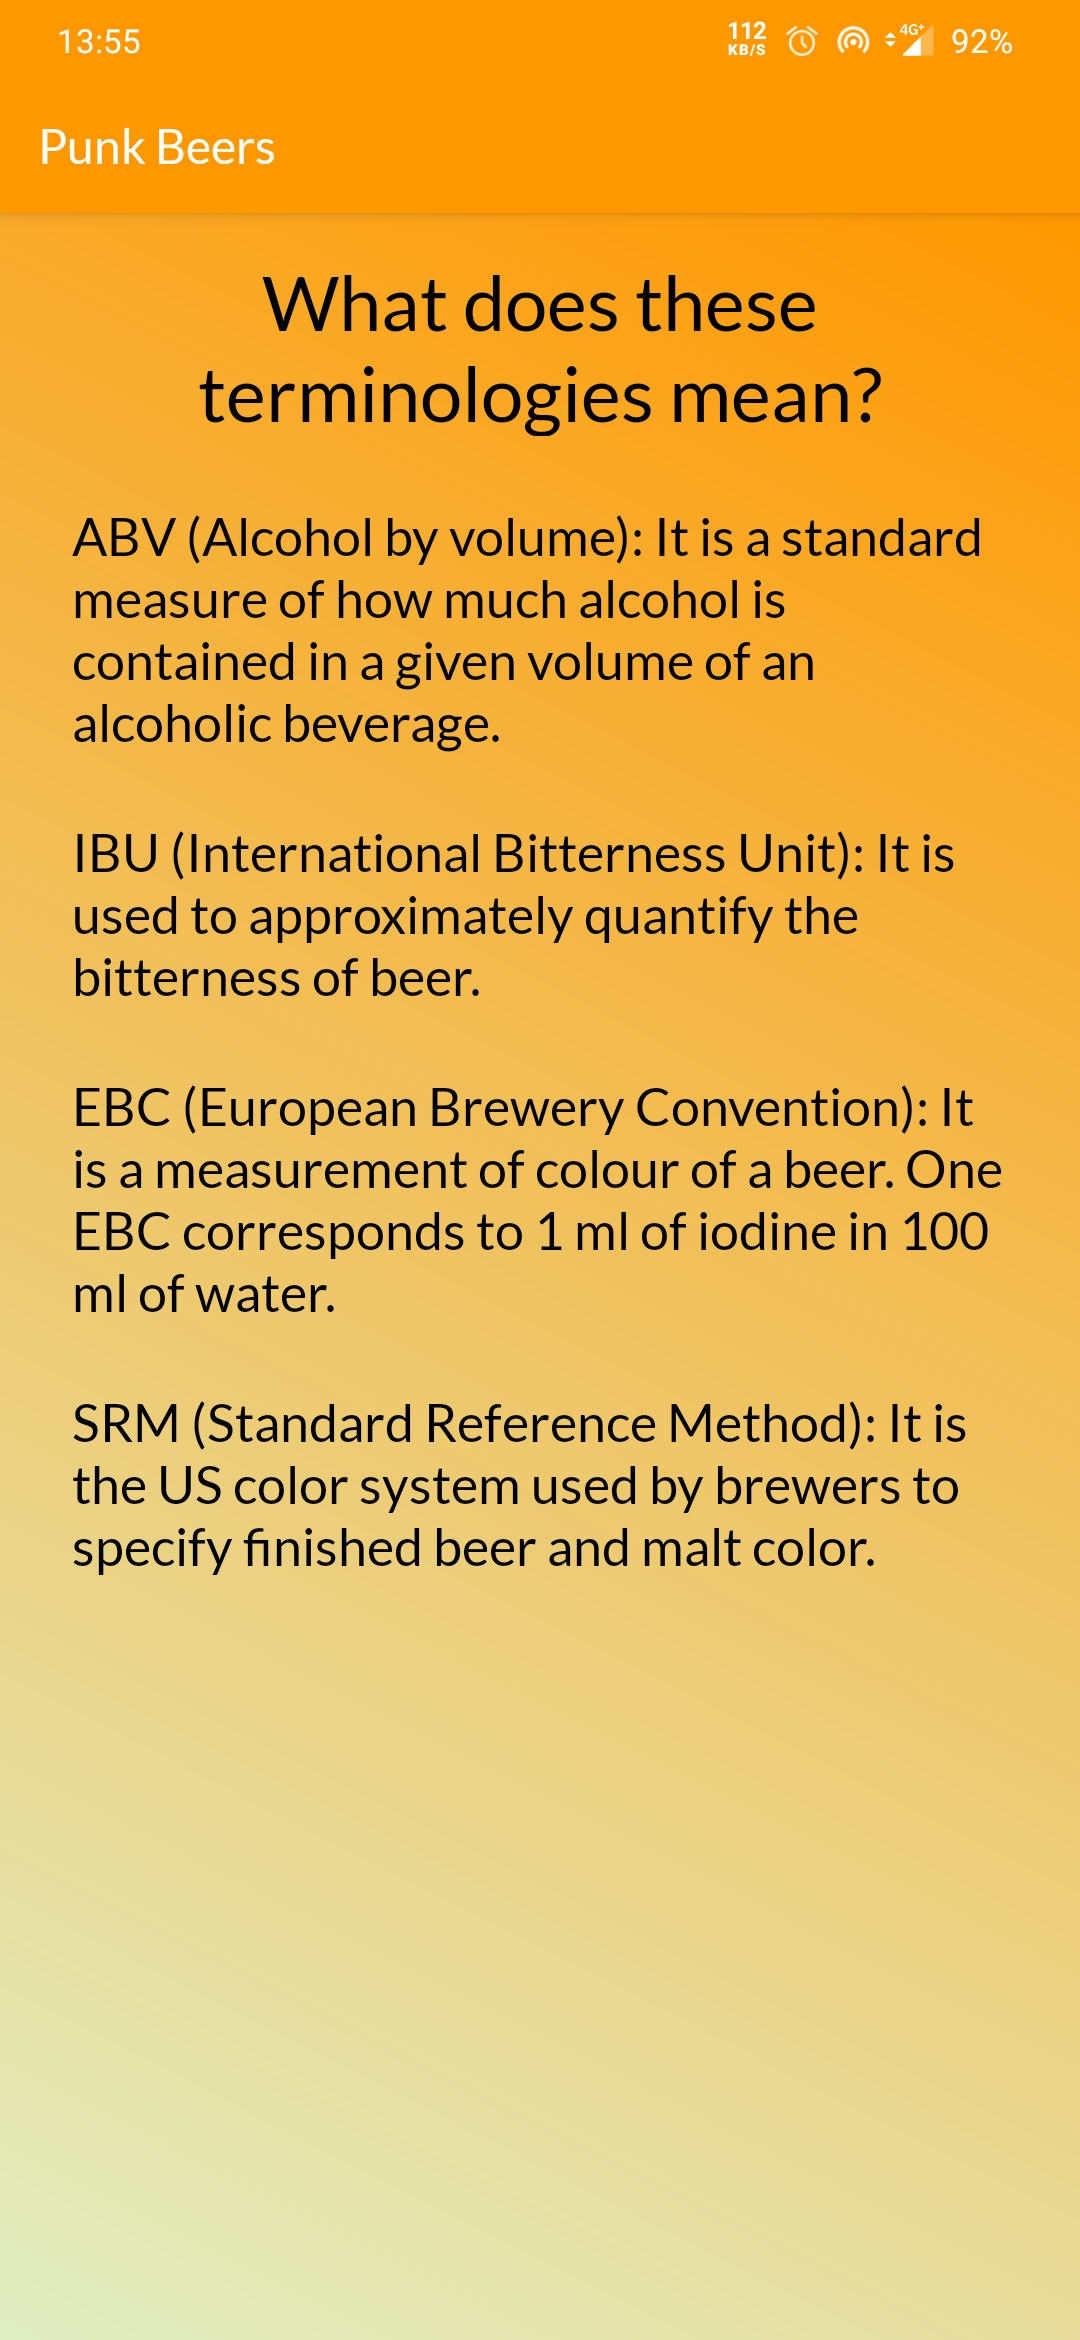 13:55
112
KB/S
4G+
92%
Punk Beers
What does these
terminologies mean?
ABV (Alcohol by volume): It is a standard
measure of how much alcohol is
contained in a given volume of an
alcoholic beverage.
IBU (International Bitterness Unit): It is
used to approximately quantify the
bitterness of beer.
EBC (European Brewery Convention): It
is a measurement of colour of a beer. One
EBC corresponds to 1 ml of iodine in 100
ml of water.
SRM (Standard Reference Method): It is
the US color system used by brewers to
specify finished beer and malt color.